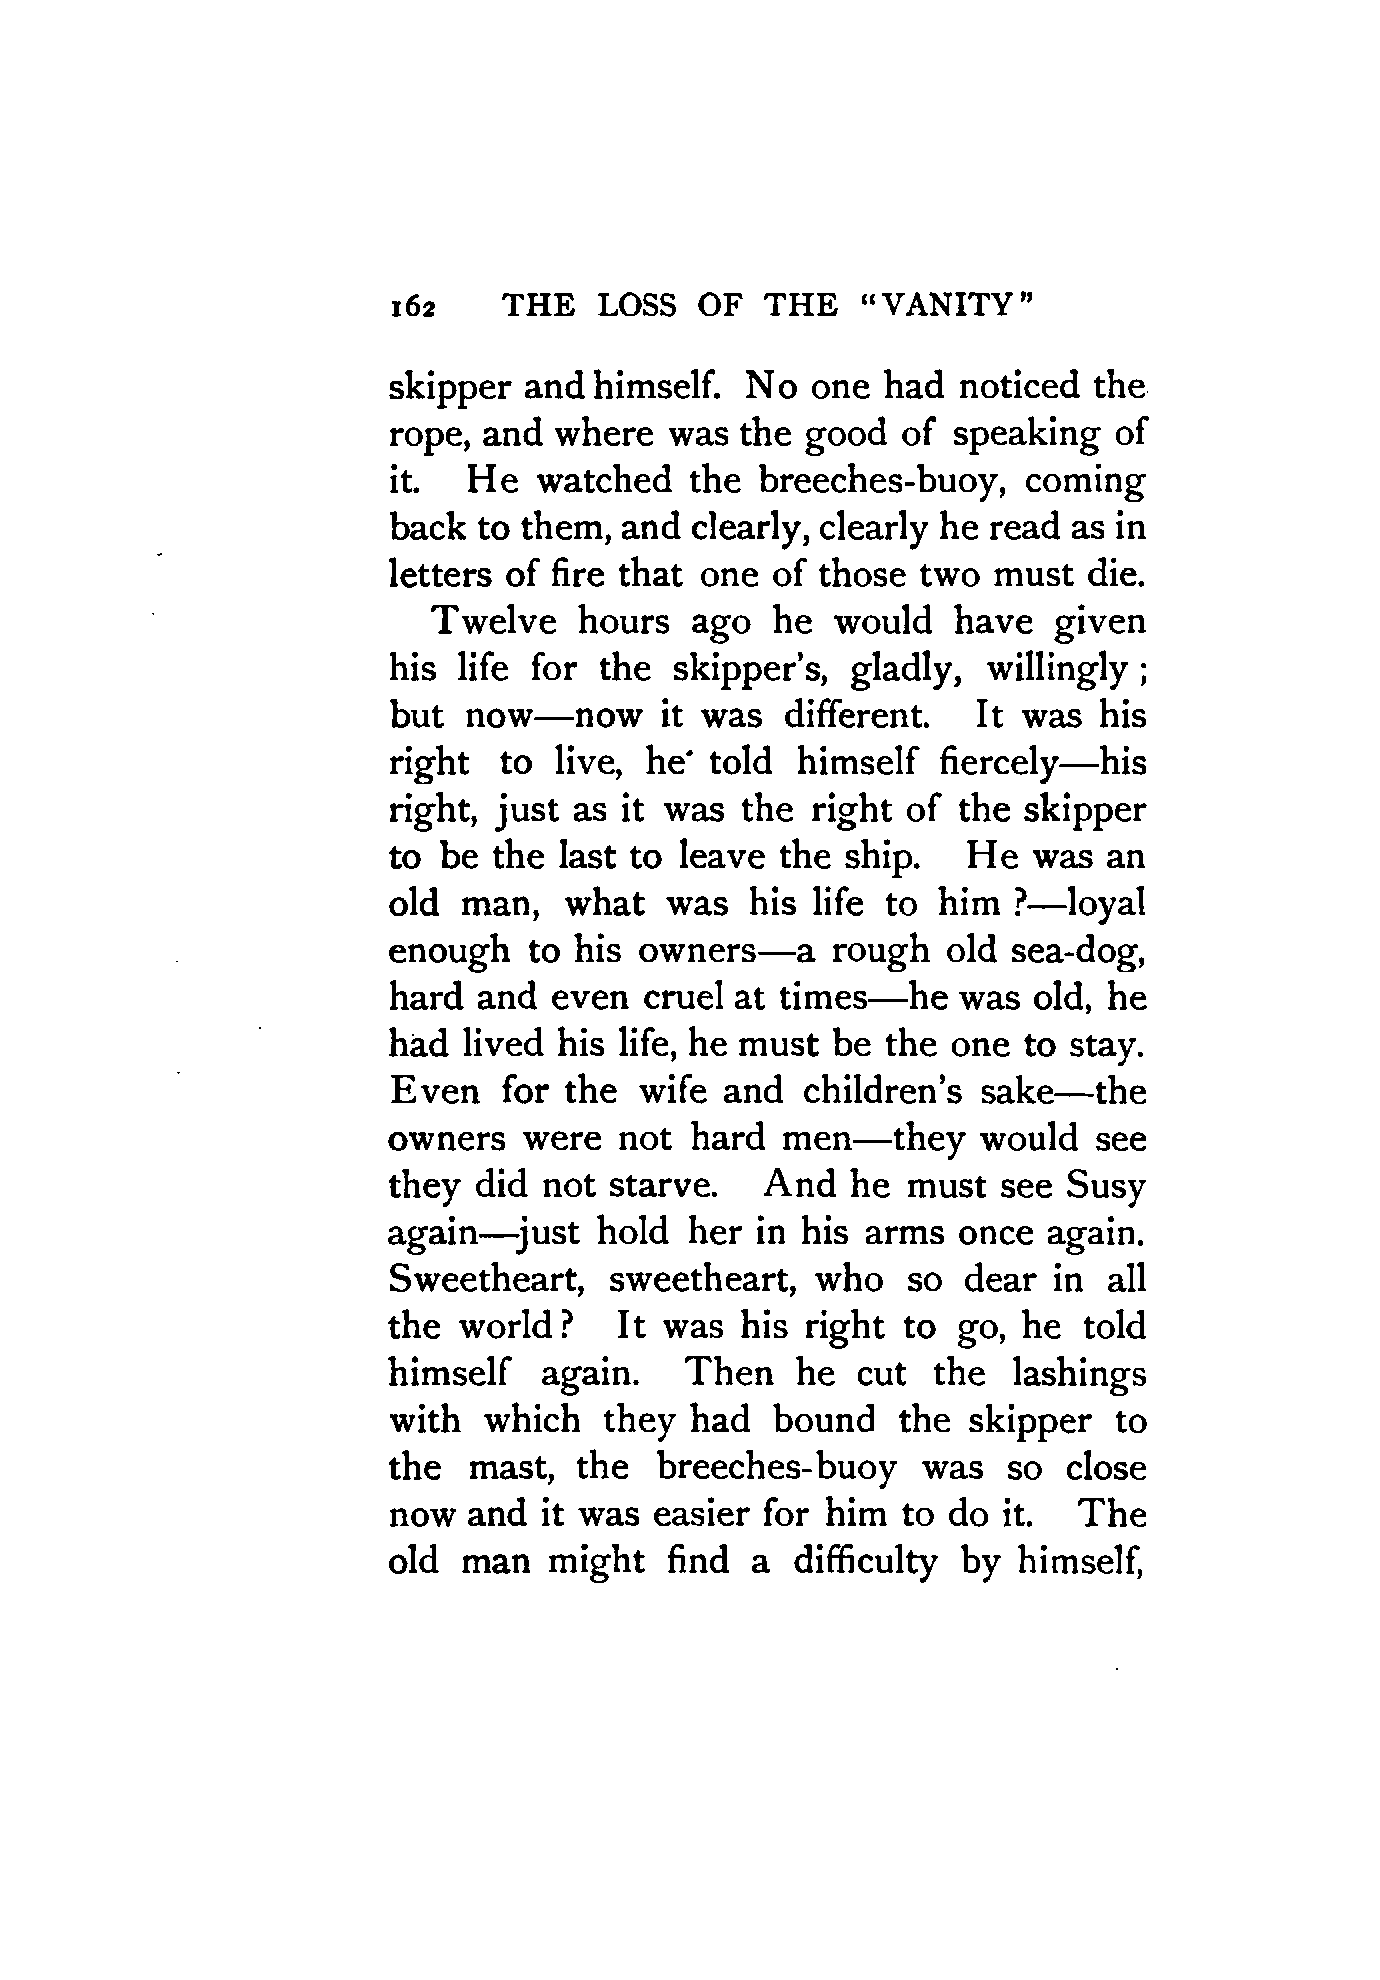 162 THE LOSS OF THE "VANITY"
skipper and himself. No one had noticed the
rope, and where was the good of speaking of
it. He watched the breeches-buoy, coming
back to them, and clearly, clearly he read as in
letters of fire that one of those two must die.
Twelve hours ago he would have given
his life for the skipper's, gladly, willingly ;
but now—now it was different. It was his
right to live, he told himself fiercely—his
right, just as it was the right of the skipper
to be the last to leave the ship. He was an
old man, what was his life to him ?—loyal
enough to his owners—a rough old sea-dog,
hard and even cruel at times—he was old, he
had lived his life, he must be the one to stay.
Even for the wife and children's sake—the
owners were not hard men—they would see
they did not starve. And he must see Susy
again—just hold her in his arms once again.
Sweetheart, sweetheart, who so dear in all
the world? It was his right to go, he told
himself again. Then he cut the lashings
with which they had bound the skipper to
the mast, the breeches-buoy was so close
now and it was easier for him to do it. The
old man might find a difficulty by himself,